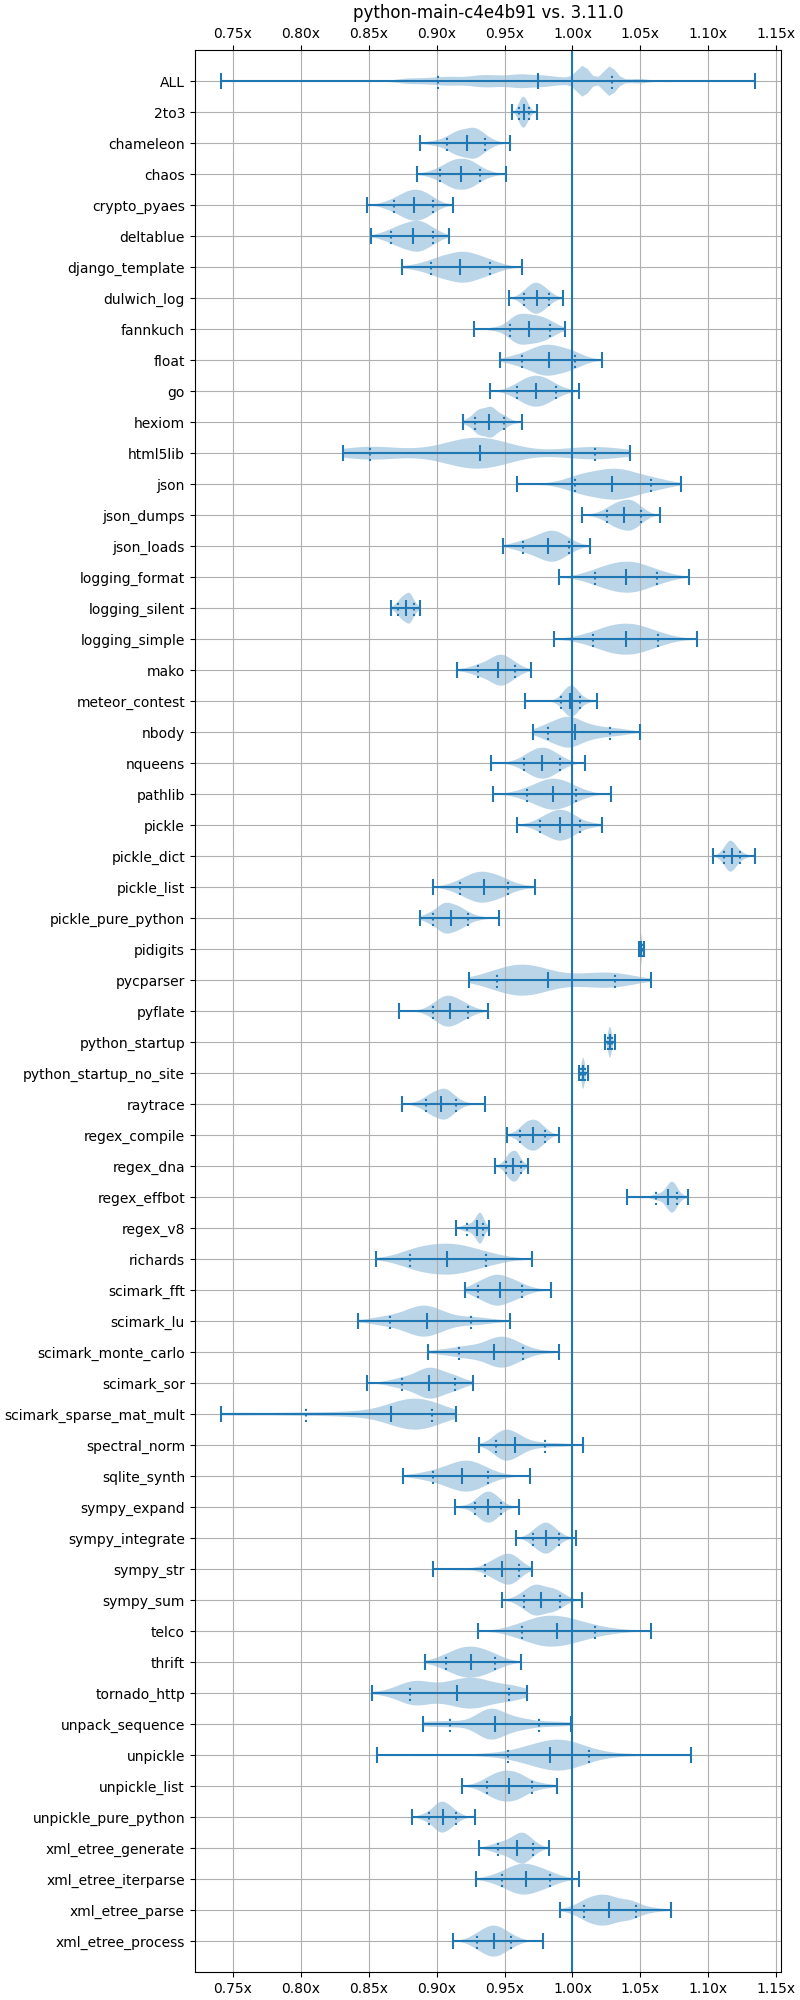 python-main-c4e4b91 vs. 3.11.0
0.75x 0.80x 0.85x 0.90x 0.95x 1.00x 1.05x 1.10x 1.15x
ALL
2to3
chameleon
chaos
crypto_pyaes
deltablue
django_template
dulwich_log
fannkuch
float
go
hexiom
html5lib
json
json_dumps
json_loads
logging_format
logging_silent
logging_simple
mako
meteor_contest
nbody
nqueens
pathlib
pickle
pickle_dict
pickle_list
pickle_pure_python
pidigits
pycparser
pyflate
python_startup
python_startup_no_site
raytrace
regex_compile
regex_dna
regex_effbot
regex_v8
richards
scimark_fft
scimark_lu
scimark_monte_carlo
scimark_sor
scimark_sparse_mat_mult
spectral_norm
sqlite_synth
sympy_expand
sympy_integrate
sympy_str
sympy_sum
telco
thrift
tornado_http
unpack_sequence
unpickle
unpickle_list
unpickle_pure_python
xml_etree_generate
xml_etree_iterparse
xml_etree_parse
xml_etree_process
0.75x 0.80x 0.85x 0.90x 0.95x 1.00x 1.05x 1.10x 1.15x